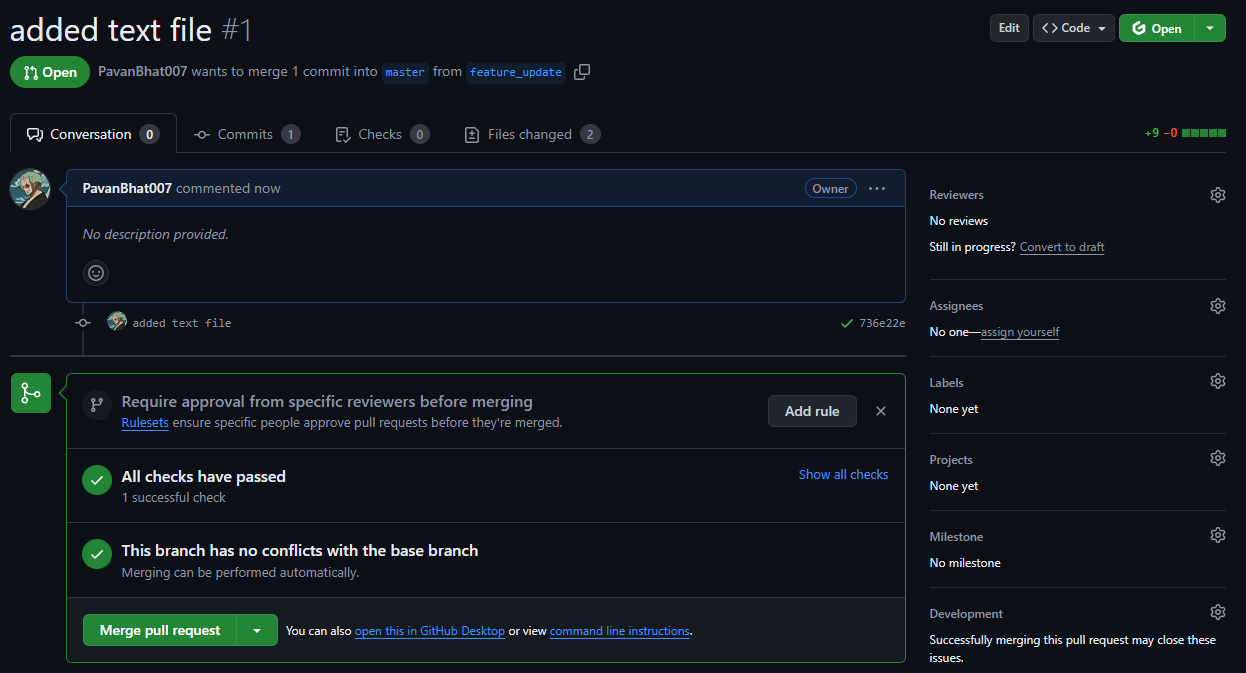 added text file #1
Edit
Code
Open
Open
PavanBhat007 wants to merge 1 commit into master from feature_update
Conversation 0
Commits 1
Checks 0
Files changed 2
+9 −0
PavanBhat007 commented now
Owner
No description provided.
added text file
736e22e
Require approval from specific reviewers before merging
Rulesets ensure specific people approve pull requests before they're merged.
Add rule
All checks have passed
1 successful check
Show all checks
This branch has no conflicts with the base branch
Merging can be performed automatically.
Merge pull request
You can also open this in GitHub Desktop or view command line instructions.
Reviewers
No reviews
Still in progress? Convert to draft
Assignees
No one—assign yourself
Labels
None yet
Projects
None yet
Milestone
No milestone
Development
Successfully merging this pull request may close these
issues.